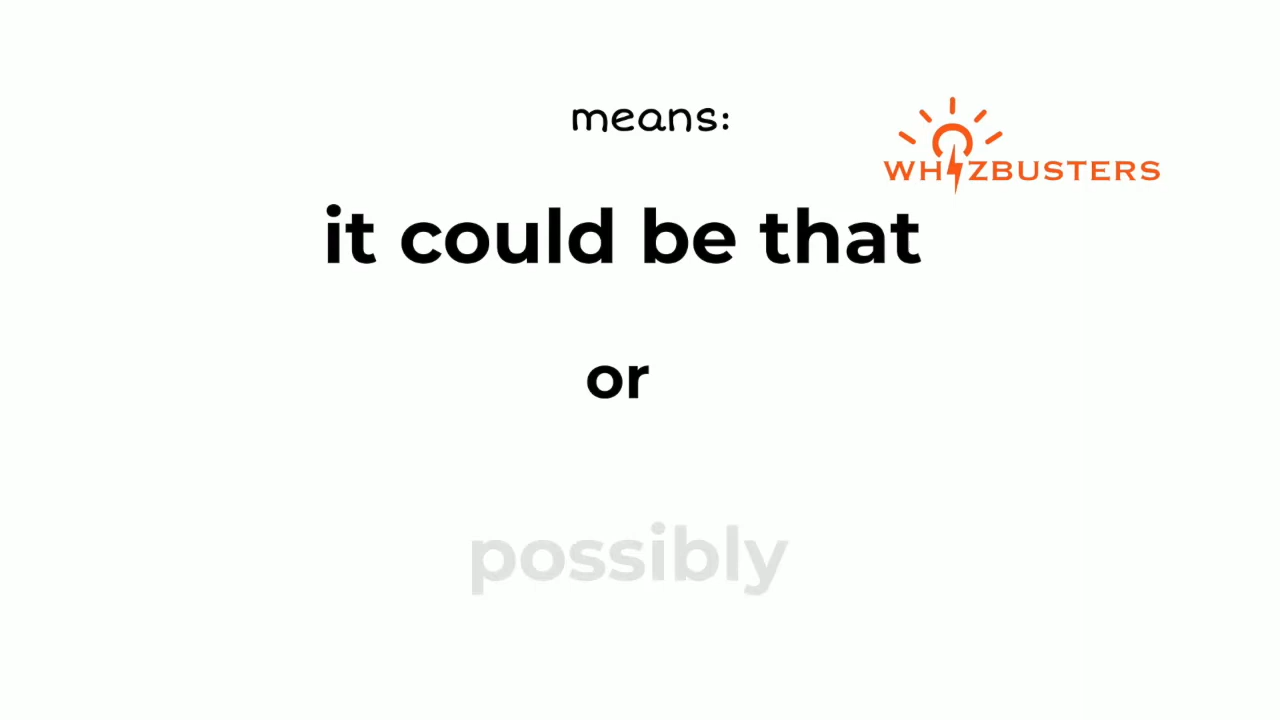 means:
WHIZBUSTERS
it could be that
or
possibly